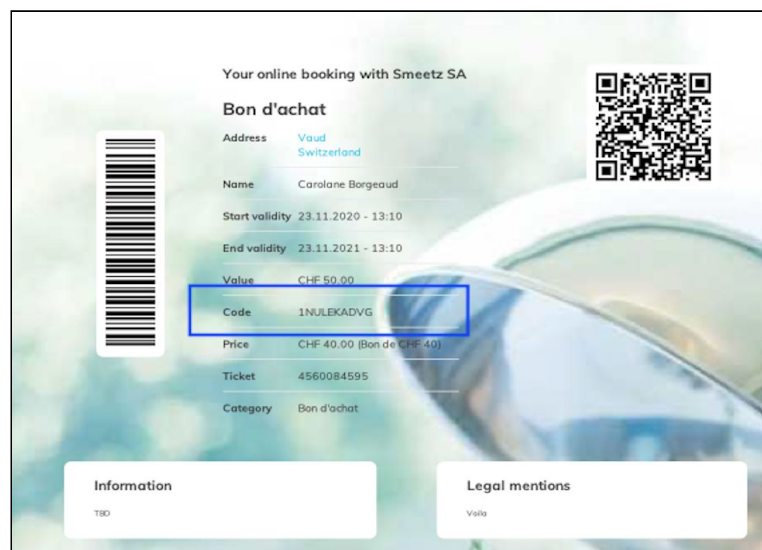 Your online booking with Smeetz SA
Bon d'achat
Address Vaud
Switzerland
Name Carolane Borgeaud
Start validity 23.11.2020 - 13:10
End validity 23.11.2021 - 13:10
Value CHF 50.00
Code 1NULEKADVG
Price CHF 40.00 (Bon de CHF 40)
Ticket 4560084595
Category Bon d'achat
Information
TBD
Legal mentions
Voila